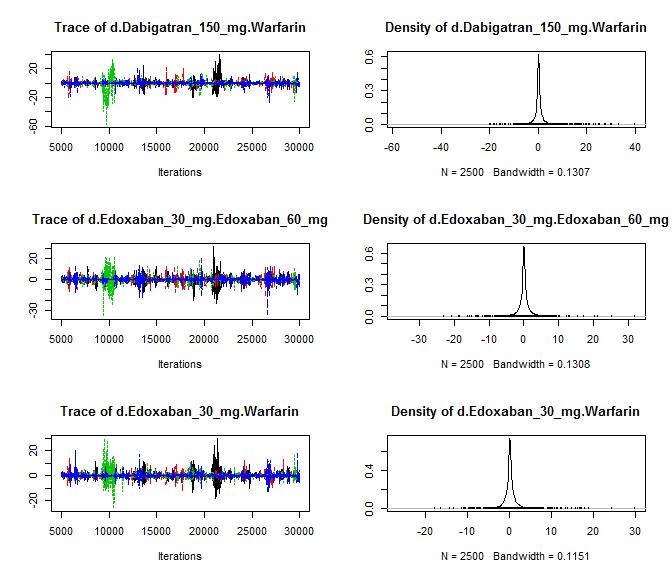 Trace of d.Dabigatran_150_mg.Warfarin
20
-20
-60
5000 10000 15000 20000 25000 30000
Iterations
Density of d.Dabigatran_150_mg.Warfarin
0.6
0.3
0.0
-60 -40 -20 0 20 40
N = 2500 Bandwidth = 0.1307
Trace of d.Edoxaban_30_mg.Edoxaban_60_mg
20
0
-30
5000 10000 15000 20000 25000 30000
Iterations
Density of d.Edoxaban_30_mg.Edoxaban_60_mg
0.6
0.3
0.0
-30 -20 -10 0 10 20 30
N = 2500 Bandwidth = 0.1308
Trace of d.Edoxaban_30_mg.Warfarin
20
0
-20
5000 10000 15000 20000 25000 30000
Iterations
Density of d.Edoxaban_30_mg.Warfarin
0.4
0.0
-20 -10 0 10 20 30
N = 2500 Bandwidth = 0.1151